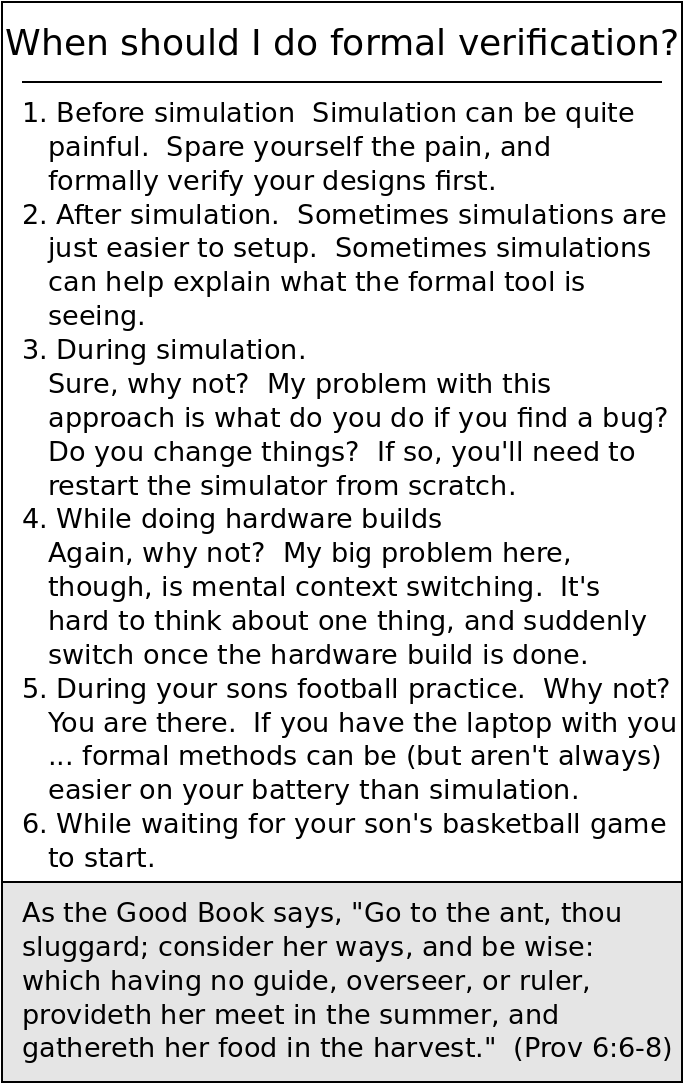 When should I do formal verification?
1. Before simulation  Simulation can be quite
painful.  Spare yourself the pain, and
formally verify your designs first.
2. After simulation.  Sometimes simulations are
just easier to setup.  Sometimes simulations
can help explain what the formal tool is
seeing.
3. During simulation.
Sure, why not?  My problem with this
approach is what do you do if you find a bug?
Do you change things?  If so, you'll need to
restart the simulator from scratch.
4. While doing hardware builds
Again, why not?  My big problem here,
though, is mental context switching.  It's
hard to think about one thing, and suddenly
switch once the hardware build is done.
5. During your sons football practice.  Why not?
You are there.  If you have the laptop with you
... formal methods can be (but aren't always)
easier on your battery than simulation.
6. While waiting for your son's basketball game
to start.
As the Good Book says, "Go to the ant, thou
sluggard; consider her ways, and be wise:
which having no guide, overseer, or ruler,
provideth her meet in the summer, and
gathereth her food in the harvest."  (Prov 6:6-8)